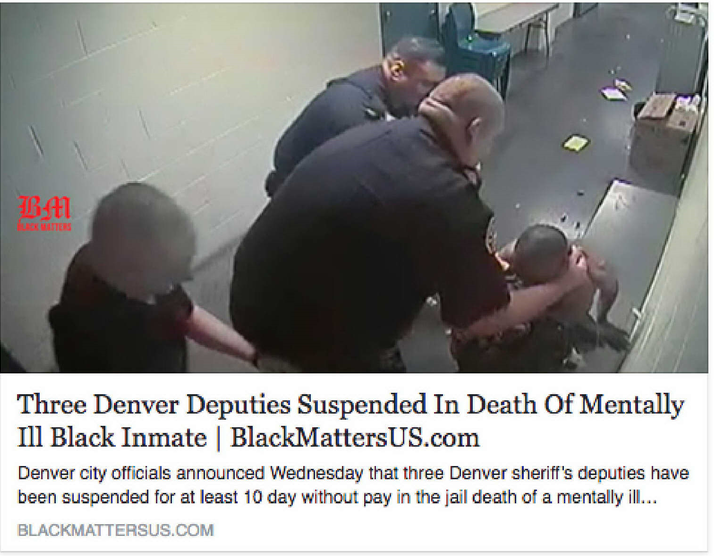 BM
BLACK MATTERS
Three Denver Deputies Suspended In Death Of Mentally
Ill Black Inmate | BlackMattersUS.com
Denver city officials announced Wednesday that three Denver sheriff's deputies have
been suspended for at least 10 day without pay in the jail death of a mentally ill...
BLACKMATTERSUS.COM